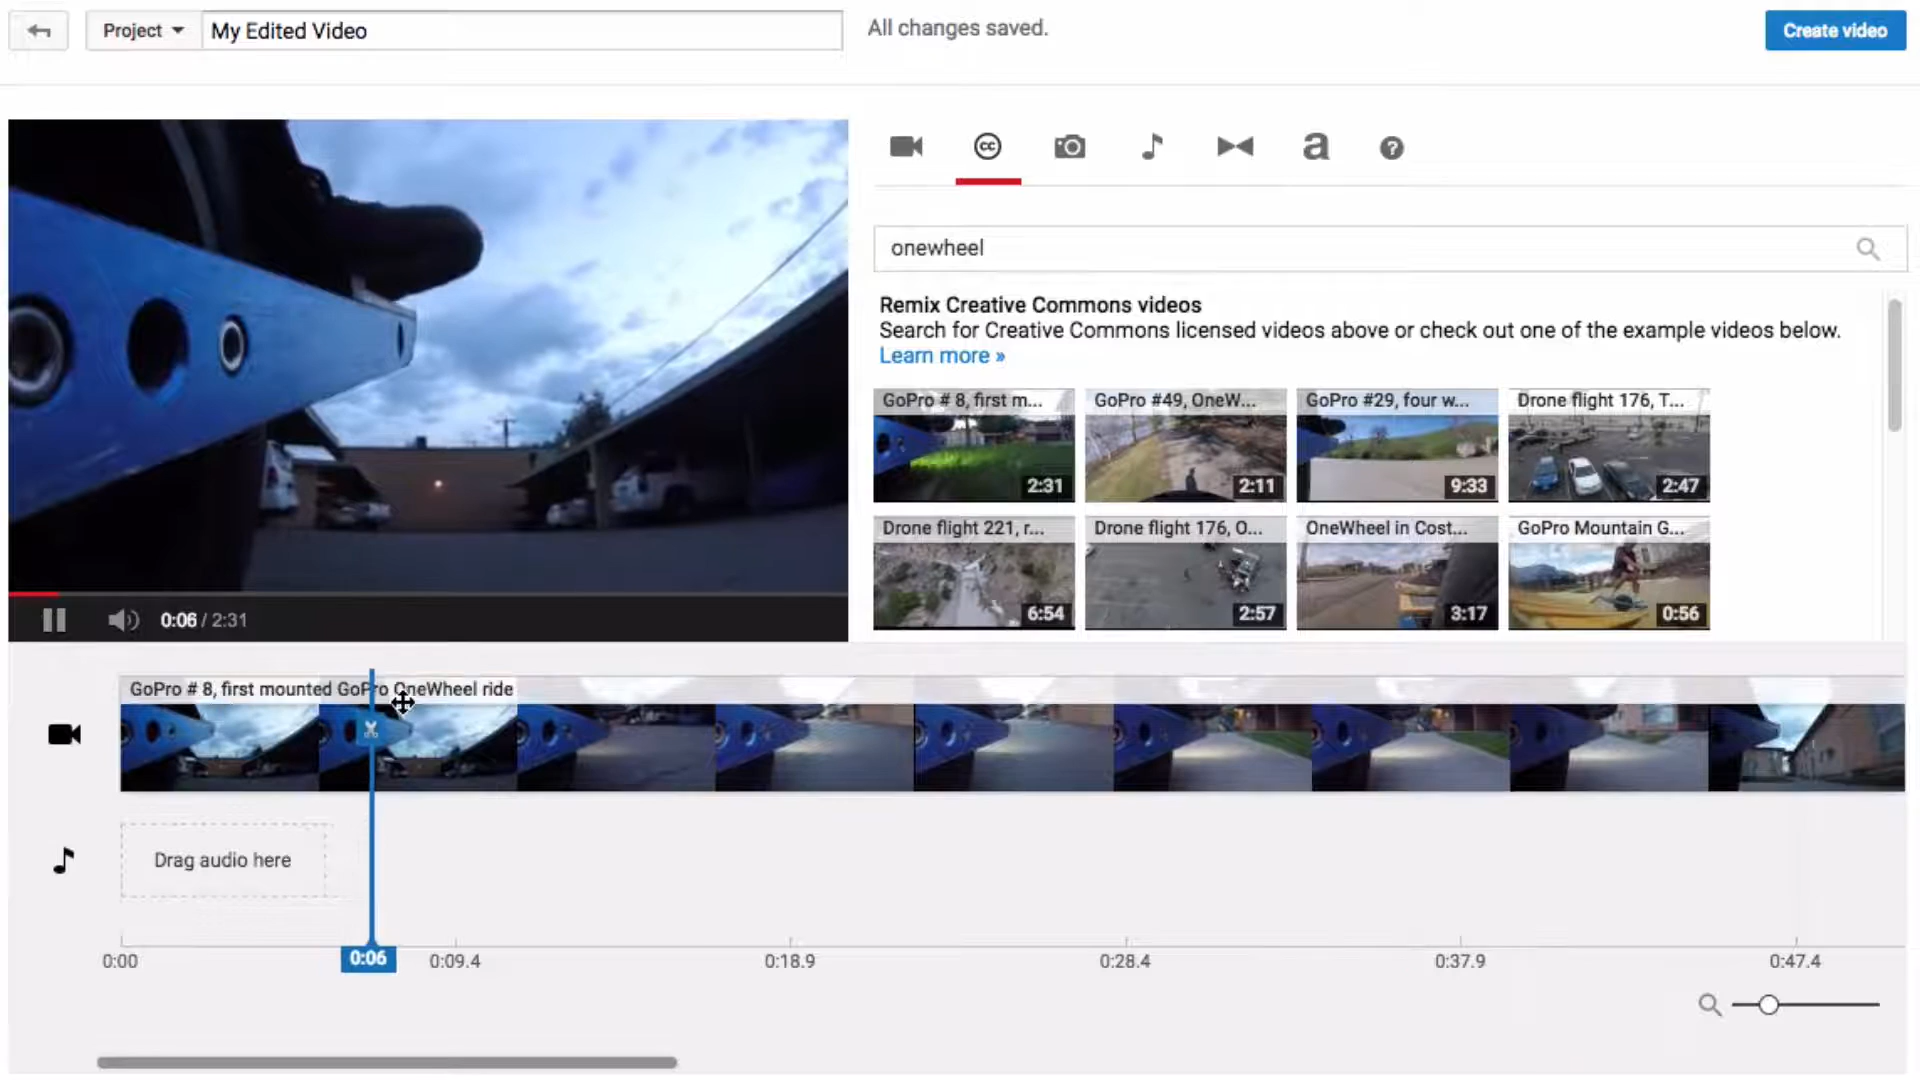 Project
My Edited Video
All changes saved.
Create video
cc
a
?
onewheel
Remix Creative Commons videos
Search for Creative Commons licensed videos above or check out one of the example videos below.
Learn more »
GoPro # 8, first m...
2:31
GoPro #49, OneW...
2:11
GoPro #29, four w...
9:33
Drone flight 176, T...
2:47
Drone flight 221, r...
6:54
Drone flight 176, O...
2:57
OneWheel in Cost...
3:17
GoPro Mountain G...
0:56
0:06 / 2:31
GoPro # 8, first mounted GoPro OneWheel ride
Drag audio here
0:00
0:06
0:09.4
0:18.9
0:28.4
0:37.9
0:47.4